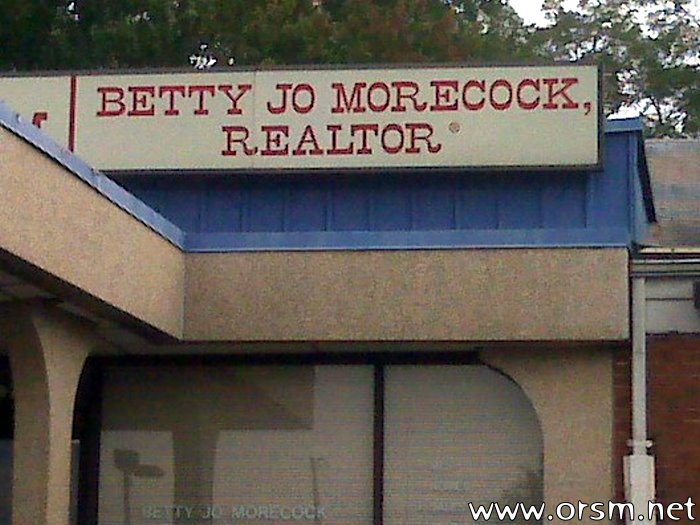 BETTY JO MORECOCK,
REALTOR®
BETTY JO MORECOCK
www.orsm.net